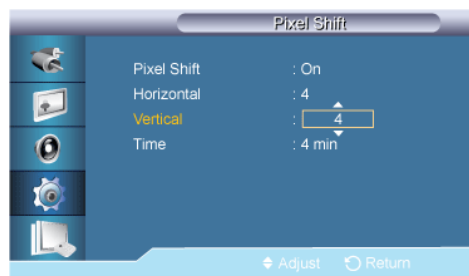 Pixel Shift
Pixel Shift : On
Horizontal : 4
Vertical : 4
Time : 4 min
Adjust Return